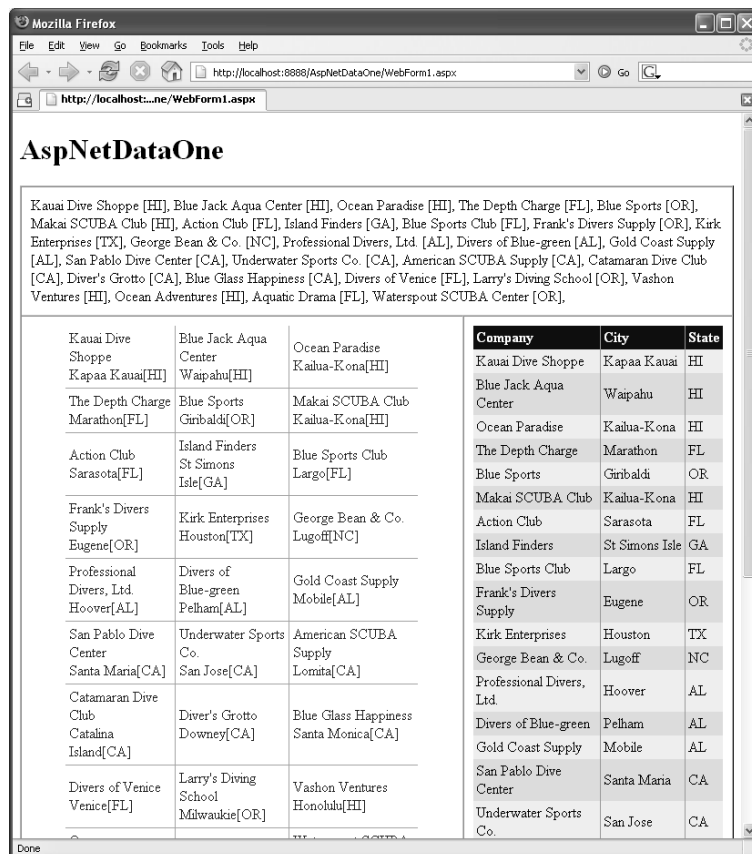 Mozilla Firefox
File Edit View Go Bookmarks Tools Help
http://localhost:8888/AspNetDataOne/WebForm1.aspx Go G
http://localhost:...ne/WebForm1.aspx
AspNetDataOne
Kauai Dive Shoppe [HI], Blue Jack Aqua Center [HI], Ocean Paradise [HI], The Depth Charge [FL], Blue Sports [OR],
Makai SCUBA Club [HI], Action Club [FL], Island Finders [GA], Blue Sports Club [FL], Frank's Divers Supply [OR], Kirk
Enterprises [TX], George Bean & Co. [NC], Professional Divers, Ltd. [AL], Divers of Blue-green [AL], Gold Coast Supply
[AL], San Pablo Dive Center [CA], Underwater Sports Co. [CA], American SCUBA Supply [CA], Catamaran Dive Club
[CA], Diver's Grotto [CA], Blue Glass Happiness [CA], Divers of Venice [FL], Larry's Diving School [OR], Vashon
Ventures [HI], Ocean Adventures [HI], Aquatic Drama [FL], Waterspout SCUBA Center [OR],
Kauai Dive
Shoppe
Kapaa Kauai[HI]
Blue Jack Aqua
Center
Waipahu[HI]
Ocean Paradise
Kailua-Kona[HI]
The Depth Charge
Marathon[FL]
Blue Sports
Giribaldi[OR]
Makai SCUBA Club
Kailua-Kona[HI]
Action Club
Sarasota[FL]
Island Finders
St Simons
Isle[GA]
Blue Sports Club
Largo[FL]
Frank's Divers
Supply
Eugene[OR]
Kirk Enterprises
Houston[TX]
George Bean & Co.
Lugoff[NC]
Professional
Divers, Ltd.
Hoover[AL]
Divers of
Blue-green
Pelham[AL]
Gold Coast Supply
Mobile[AL]
San Pablo Dive
Center
Santa Maria[CA]
Underwater Sports
Co.
San Jose[CA]
American SCUBA
Supply
Lomita[CA]
Catamaran Dive
Club
Catalina
Island[CA]
Diver's Grotto
Downey[CA]
Blue Glass Happiness
Santa Monica[CA]
Divers of Venice
Venice[FL]
Larry's Diving
School
Milwaukie[OR]
Vashon Ventures
Honolulu[HI]
Company City State
Kauai Dive Shoppe Kapaa Kauai HI
Blue Jack Aqua
Center Waipahu HI
Ocean Paradise Kailua-Kona HI
The Depth Charge Marathon FL
Blue Sports Giribaldi OR
Makai SCUBA Club Kailua-Kona HI
Action Club Sarasota FL
Island Finders St Simons Isle GA
Blue Sports Club Largo FL
Frank's Divers
Supply Eugene OR
Kirk Enterprises Houston TX
George Bean & Co. Lugoff NC
Professional Divers,
Ltd. Hoover AL
Divers of Blue-green Pelham AL
Gold Coast Supply Mobile AL
San Pablo Dive
Center Santa Maria CA
Underwater Sports
Co. San Jose CA
Done